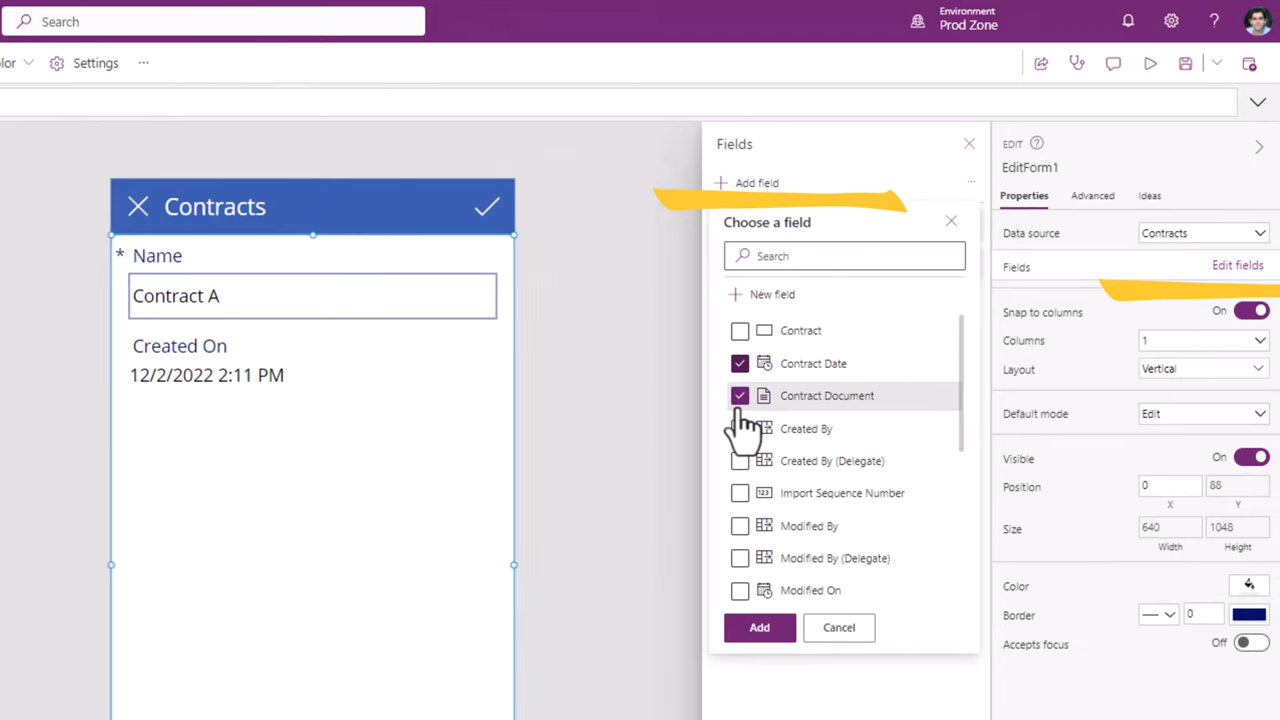 Search
Environment
Prod Zone
?
olor
Settings
...
Contracts
* Name
Contract A
Created On
12/2/2022 2:11 PM
Fields
Add field
...
Choose a field
Search
New field
Contract
Contract Date
Contract Document
Created By
Created By (Delegate)
123 Import Sequence Number
Modified By
Modified By (Delegate)
Modified On
Add Cancel
EDIT ?
EditForm1
Properties Advanced Ideas
Data source Contracts
Fields Edit fields
Snap to columns On
Columns 1
Layout Vertical
Default mode Edit
Visible On
Position 0 88
X Y
Size 640 1048
Width Height
Color
Border 0
Accepts focus Off